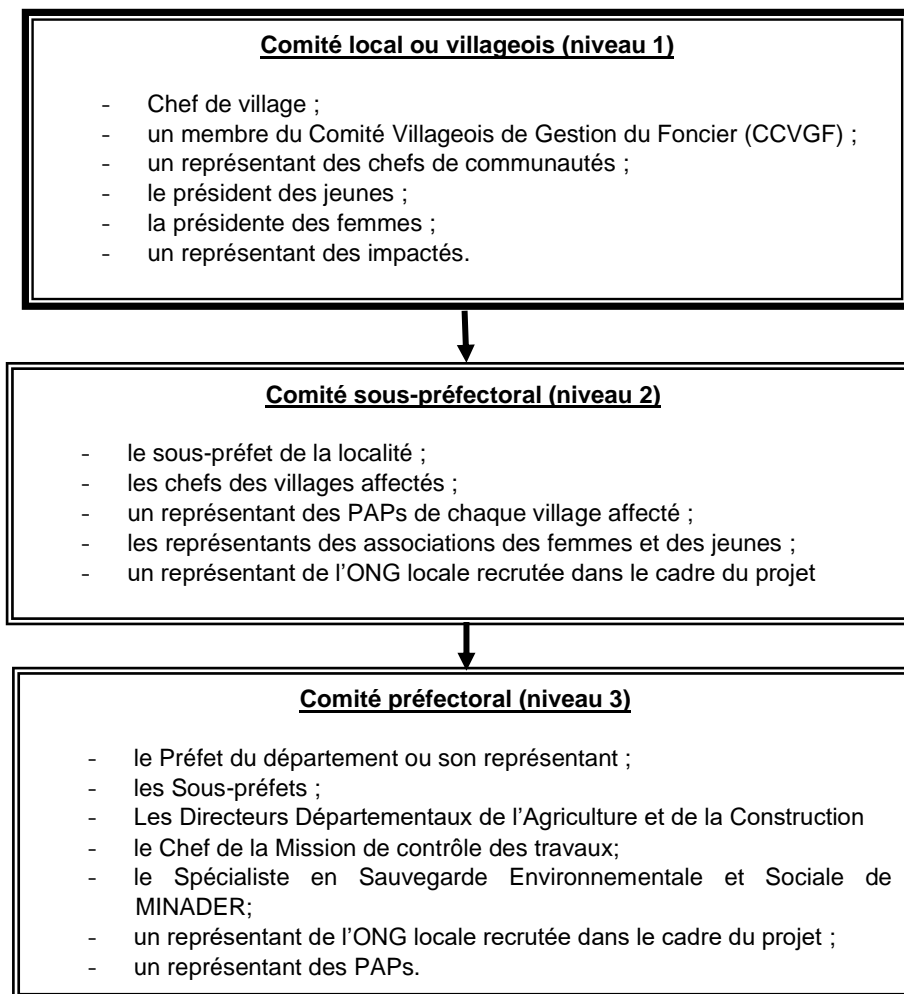 Comité local ou villageois (niveau 1)
- Chef de village ;
- un membre du Comité Villageois de Gestion du Foncier (CCVGF) ;
- un représentant des chefs de communautés ;
- le président des jeunes ;
- la présidente des femmes ;
- un représentant des impactés.
Comité sous-préfectoral (niveau 2)
- le sous-préfet de la localité ;
- les chefs des villages affectés ;
- un représentant des PAPs de chaque village affecté ;
- les représentants des associations des femmes et des jeunes ;
- un représentant de l’ONG locale recrutée dans le cadre du projet
Comité préfectoral (niveau 3)
- le Préfet du département ou son représentant ;
- les Sous-préfets ;
- Les Directeurs Départementaux de l’Agriculture et de la Construction
- le Chef de la Mission de contrôle des travaux;
- le Spécialiste en Sauvegarde Environnementale et Sociale de
MINADER;
- un représentant de l’ONG locale recrutée dans le cadre du projet ;
- un représentant des PAPs.